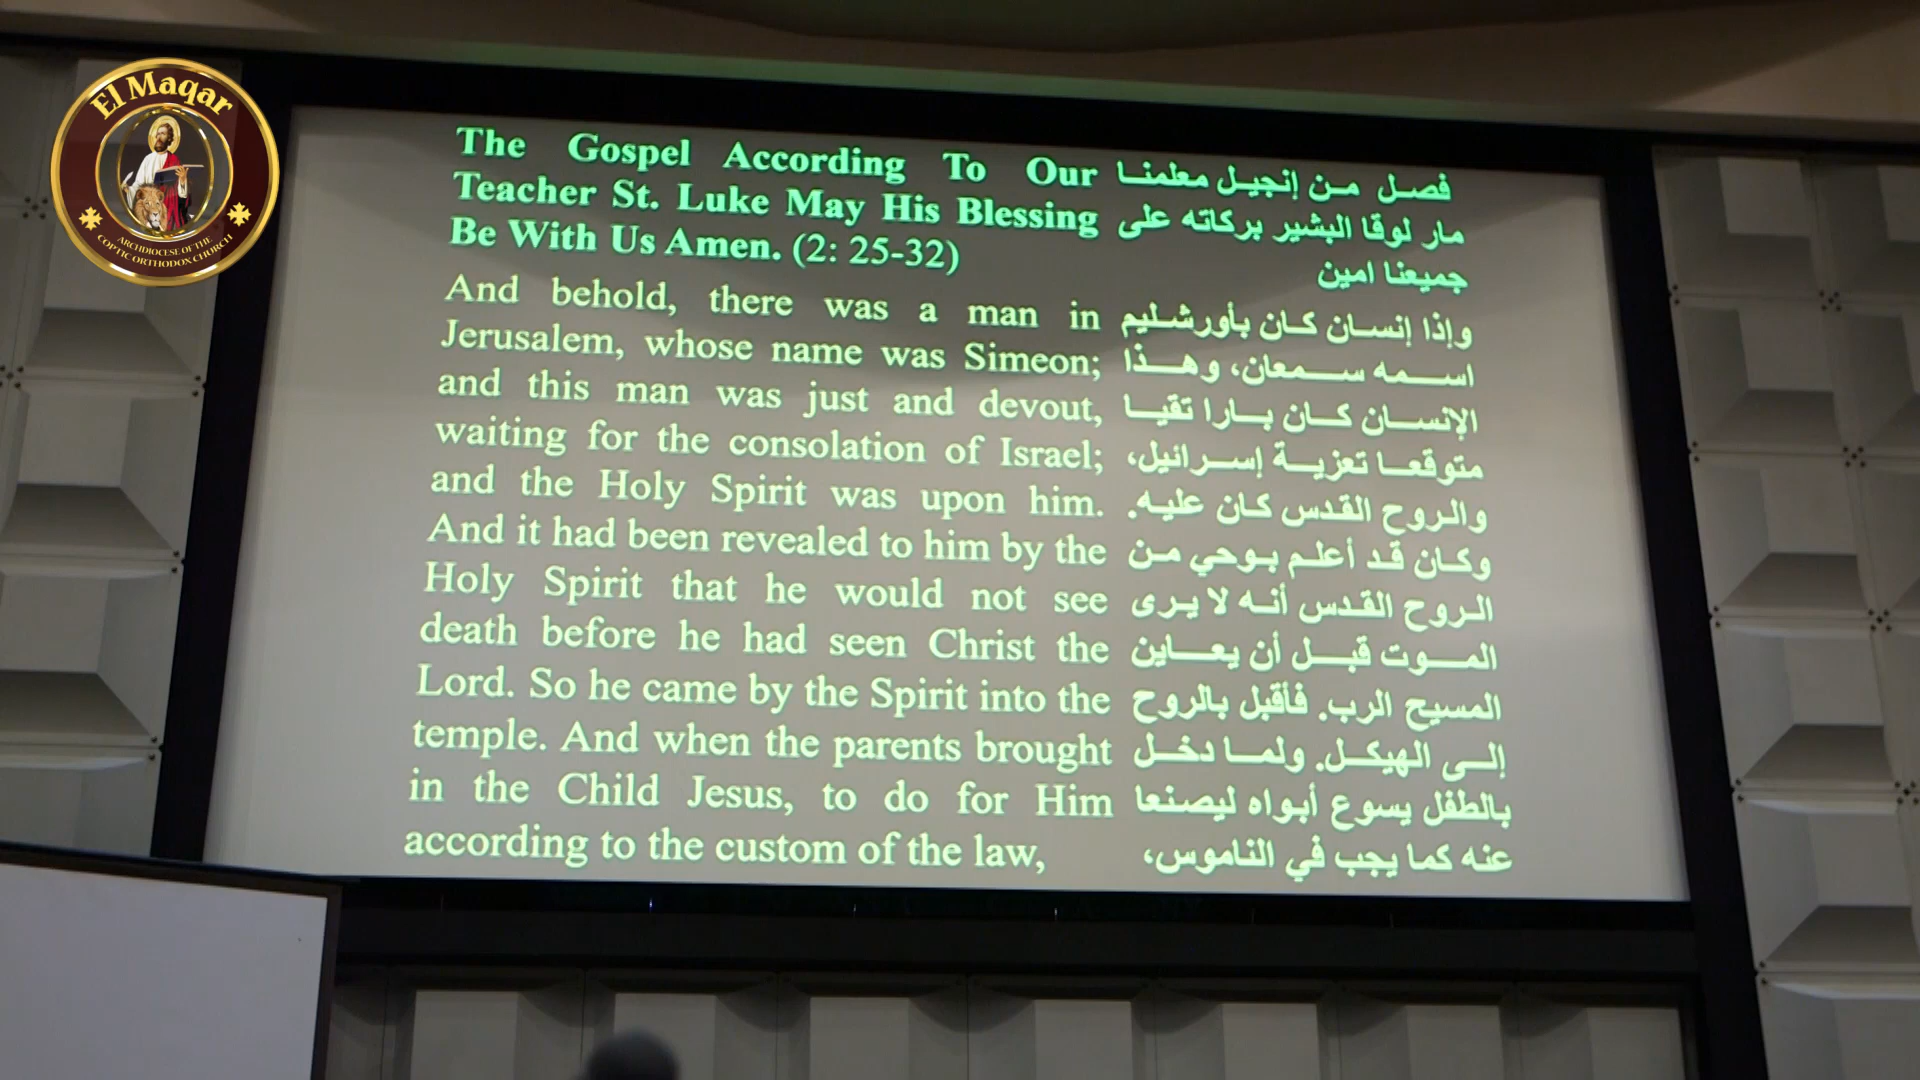 El Maqar
ARCHDIOCESE OF THE
COPTIC ORTHODOX CHURCH
The Gospel According To Our
Teacher St. Luke May His Blessing
Be With Us Amen. (2: 25-32)
And behold, there was a man in
Jerusalem, whose name was Simeon;
and this man was just and devout,
waiting for the consolation of Israel;
and the Holy Spirit was upon him.
And it had been revealed to him by the
Holy Spirit that he would not see
death before he had seen Christ the
Lord. So he came by the Spirit into the
temple. And when the parents brought
in the Child Jesus, to do for Him
according to the custom of the law,
فصل من إنجيل معلمنا
مار لوقا البشير بركاته على
جميعنا امين
وإذا إنسان كان بأورشليم
اسمه سمعان، وهذا
الإنسان كان بارا تقيا
متوقعا تعزية إسرائيل،
والروح القدس كان عليه.
وكان قد أعلم بوحي من
الروح القدس أنه لا يرى
الموت قبل أن يعاين
المسيح الرب. فأقبل بالروح
إلى الهيكل. ولما دخل
بالطفل يسوع أبواه ليصنعا
عنه كما يجب في الناموس،